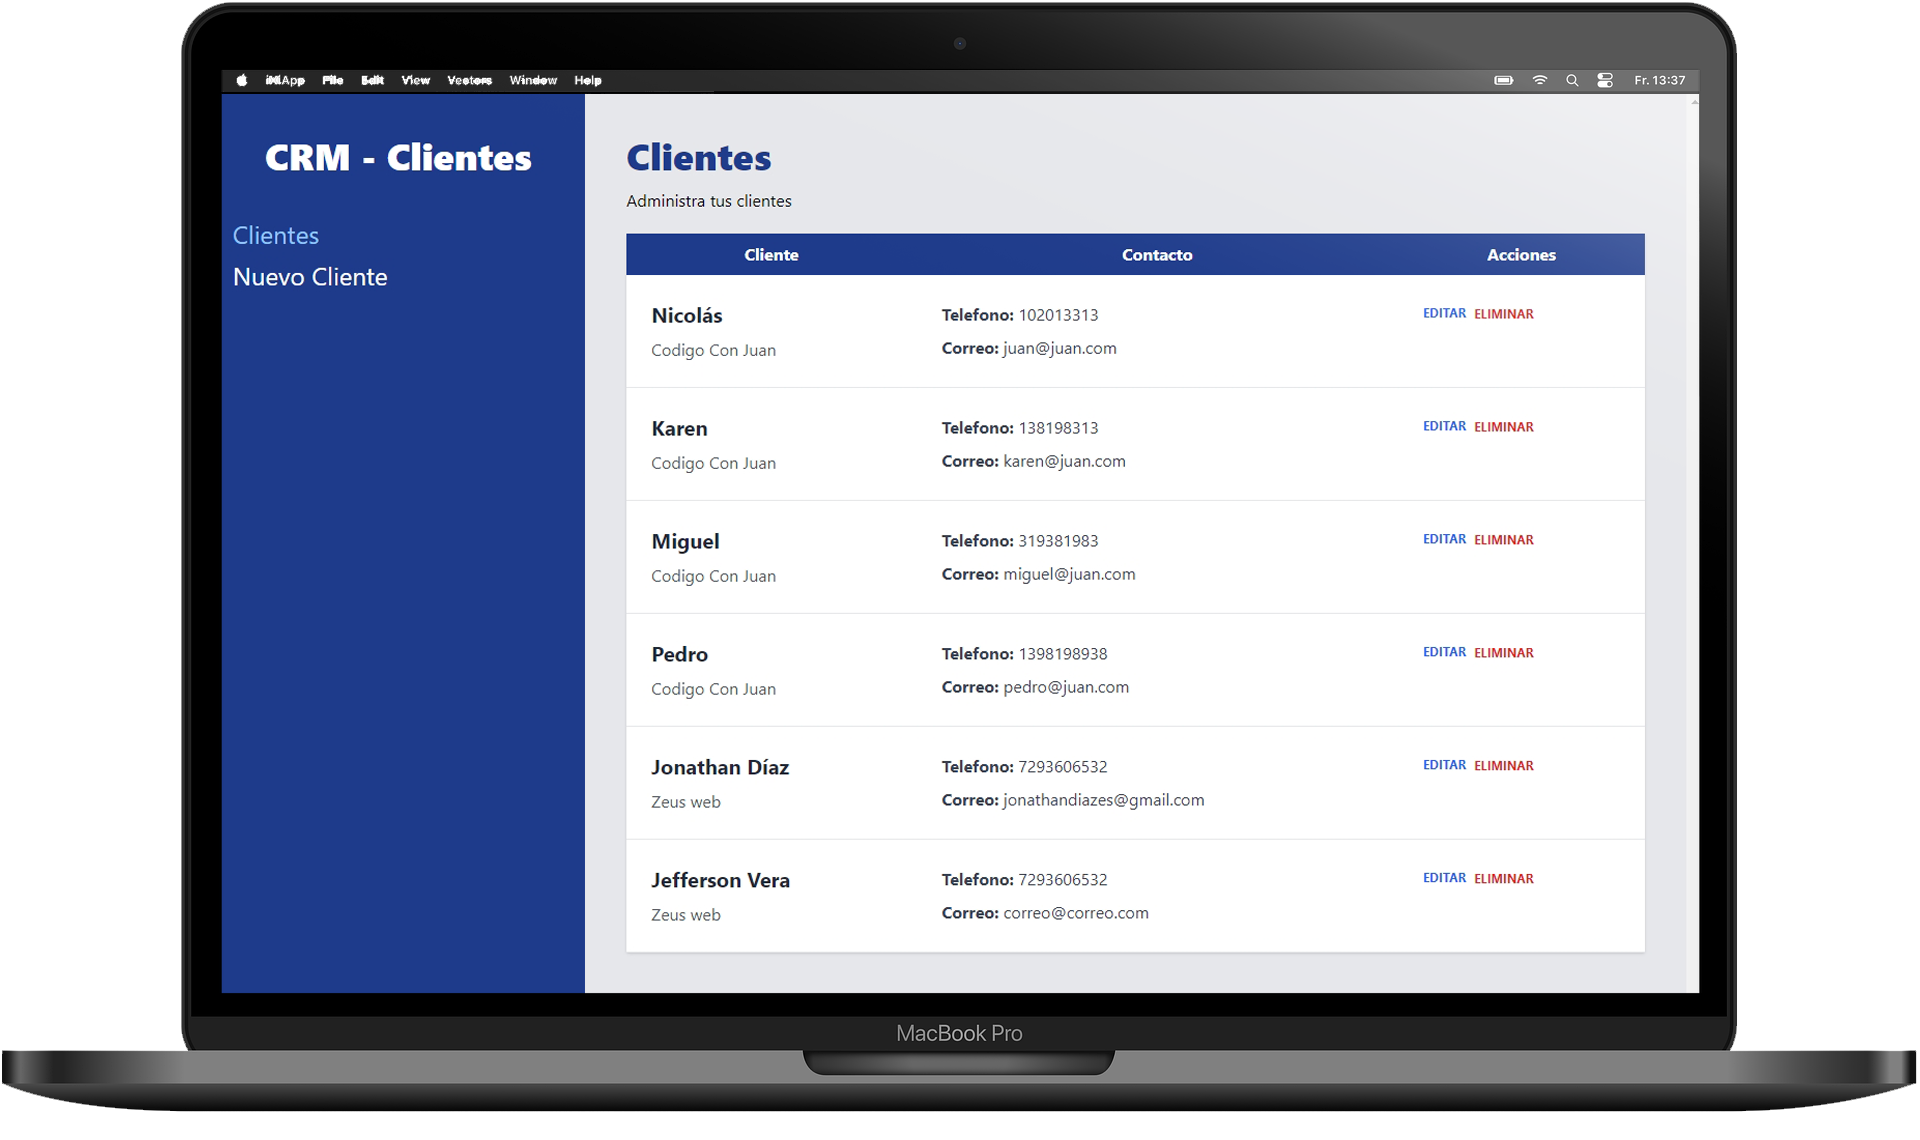 File Edit View Window Help Fr. 13:37
CRM - Clientes
Clientes
Nuevo Cliente
Clientes
Administra tus clientes
Cliente Contacto Acciones
Nicolás Telefono: 102013313 EDITAR ELIMINAR
Codigo Con Juan Correo: juan@juan.com
Karen Telefono: 138198313 EDITAR ELIMINAR
Codigo Con Juan Correo: karen@juan.com
Miguel Telefono: 319381983 EDITAR ELIMINAR
Codigo Con Juan Correo: miguel@juan.com
Pedro Telefono: 1398198938 EDITAR ELIMINAR
Codigo Con Juan Correo: pedro@juan.com
Jonathan Díaz Telefono: 7293606532 EDITAR ELIMINAR
Zeus web Correo: jonathandiazes@gmail.com
Jefferson Vera Telefono: 7293606532 EDITAR ELIMINAR
Zeus web Correo: correo@correo.com
MacBook Pro